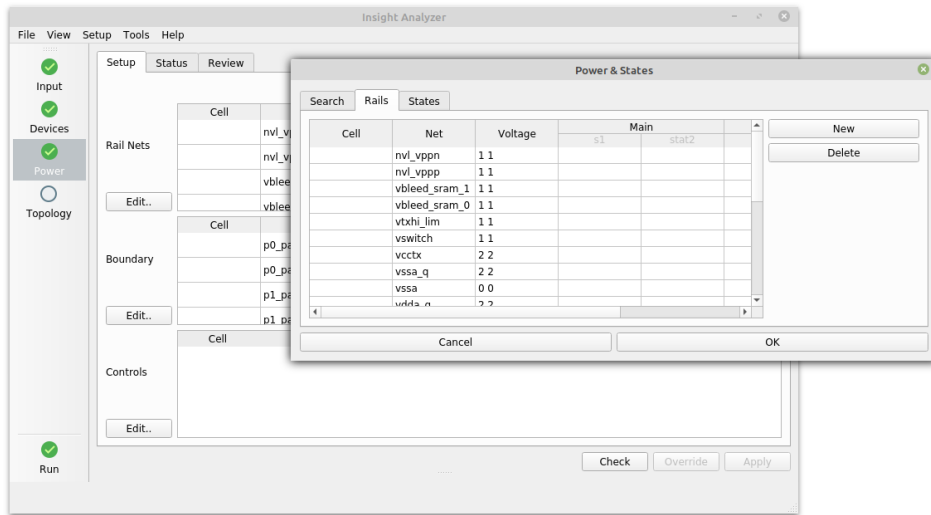 Insight Analyzer
File View Setup Tools Help
Input
Devices
Power
Topology
Run
Setup Status Review
Rail Nets
Edit..
Cell
nvl_v
nvl_v
vblee
vblee
Boundary
Edit..
Cell
p0_pa
p0_pa
p1_pa
p1_pa
Controls
Edit..
Cell
Check Override Apply
Power & States
Search Rails States
Cell Net Voltage Main
s1 stat2
nvl_vppn 1 1
nvl_vppp 1 1
vbleed_sram_1 1 1
vbleed_sram_0 1 1
vtxhi_lim 1 1
vswitch 1 1
vcctx 2 2
vssa_q 2 2
vssa 0 0
vdda_q 2 2
New
Delete
Cancel OK